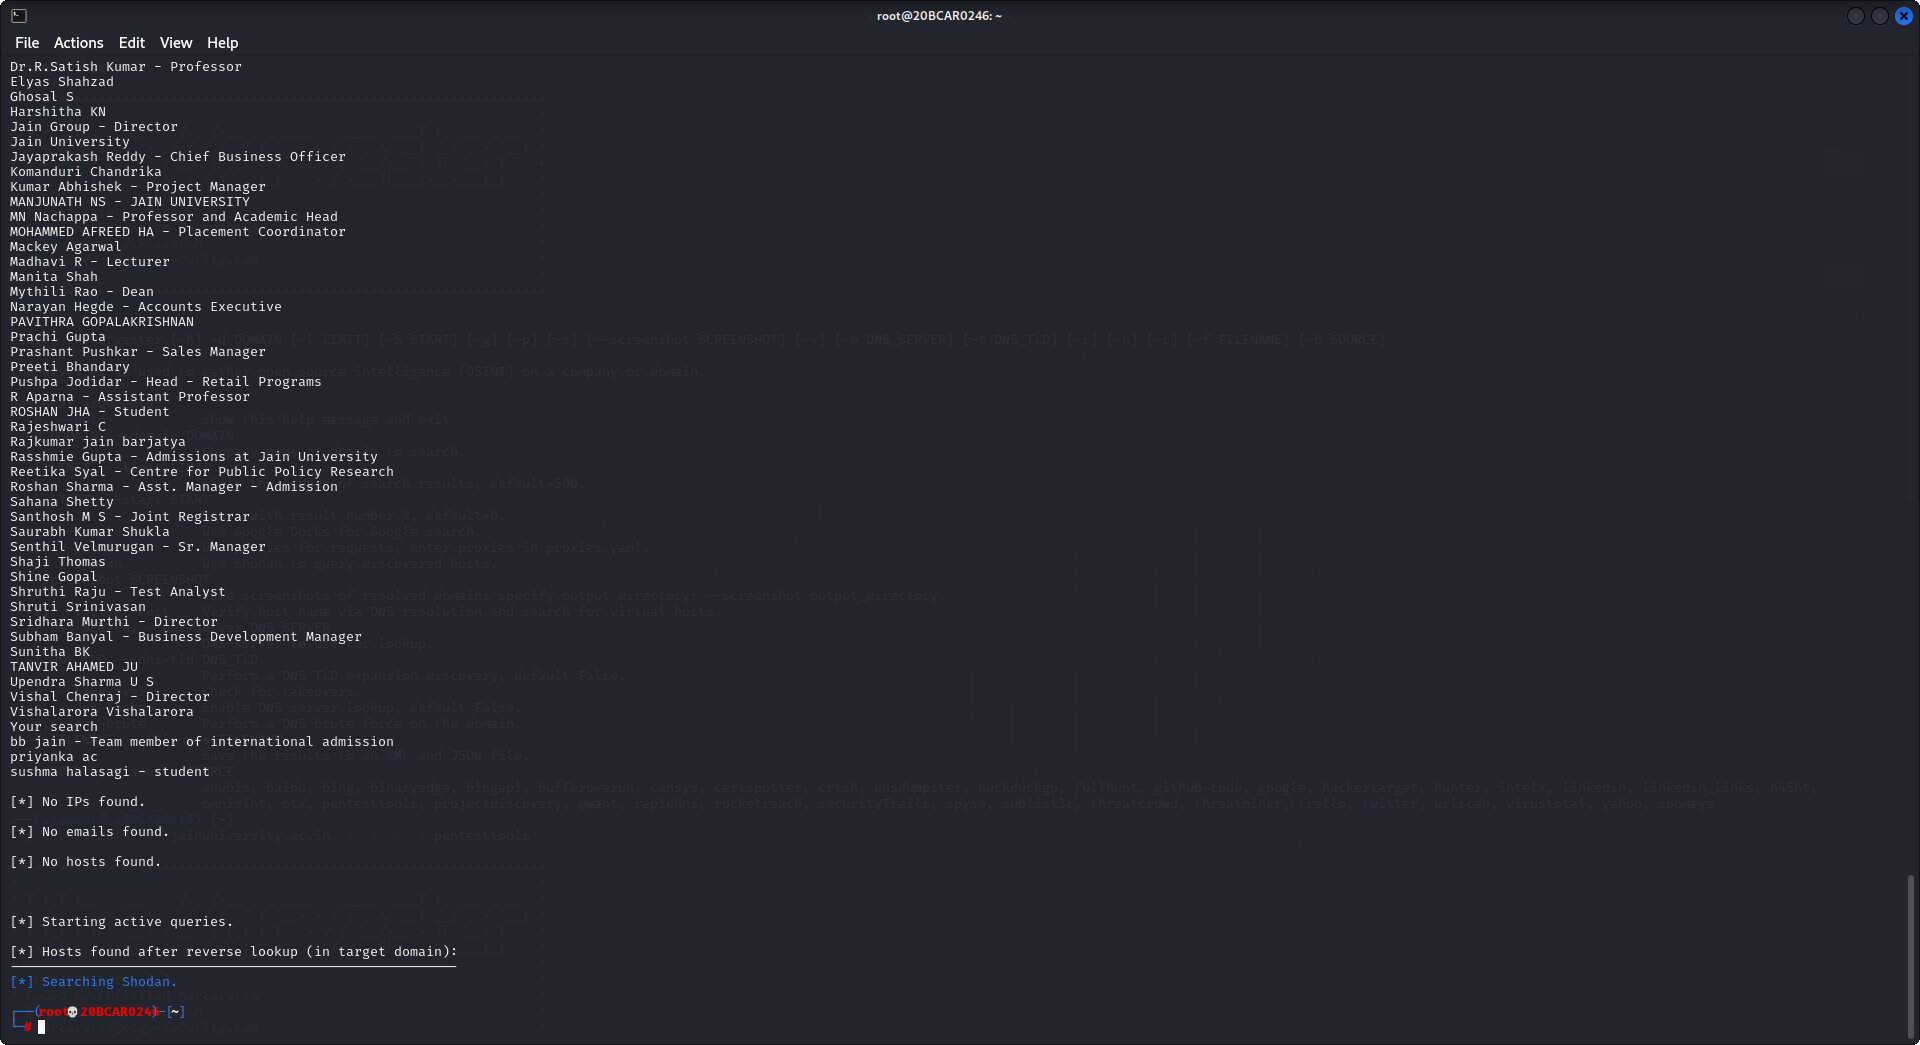 root@20BCAR0246: ~
File Actions Edit View Help
Dr.R.Satish Kumar - Professor
Elyas Shahzad
Ghosal S
Harshitha KN
Jain Group - Director
Jain University
Jayaprakash Reddy - Chief Business Officer
Komanduri Chandrika
Kumar Abhishek - Project Manager
MANJUNATH NS - JAIN UNIVERSITY
MN Nachappa - Professor and Academic Head
MOHAMMED AFREED HA - Placement Coordinator
Mackey Agarwal
Madhavi R - Lecturer
Manita Shah
Mythili Rao - Dean
Narayan Hegde - Accounts Executive
PAVITHRA GOPALAKRISHNAN
Prachi Gupta
Prashant Pushkar - Sales Manager
Preeti Bhandary
Pushpa Jodidar - Head - Retail Programs
R Aparna - Assistant Professor
ROSHAN JHA - Student
Rajeshwari C
Rajkumar jain barjatya
Rasshmie Gupta - Admissions at Jain University
Reetika Syal - Centre for Public Policy Research
Roshan Sharma - Asst. Manager - Admission
Sahana Shetty
Santhosh M S - Joint Registrar
Saurabh Kumar Shukla
Senthil Velmurugan - Sr. Manager
Shaji Thomas
Shine Gopal
Shruthi Raju - Test Analyst
Shruti Srinivasan
Sridhara Murthi - Director
Subham Banyal - Business Development Manager
Sunitha BK
TANVIR AHAMED JU
Upendra Sharma U S
Vishal Chenraj - Director
Vishalarora Vishalarora
Your search
bb jain - Team member of international admission
priyanka ac
sushma halasagi - student
[*] No IPs found.
[*] No emails found.
[*] No hosts found.
[*] Starting active queries.
[*] Hosts found after reverse lookup (in target domain):
[*] Searching Shodan.
(root💀20BCAR0246)-[~]
#